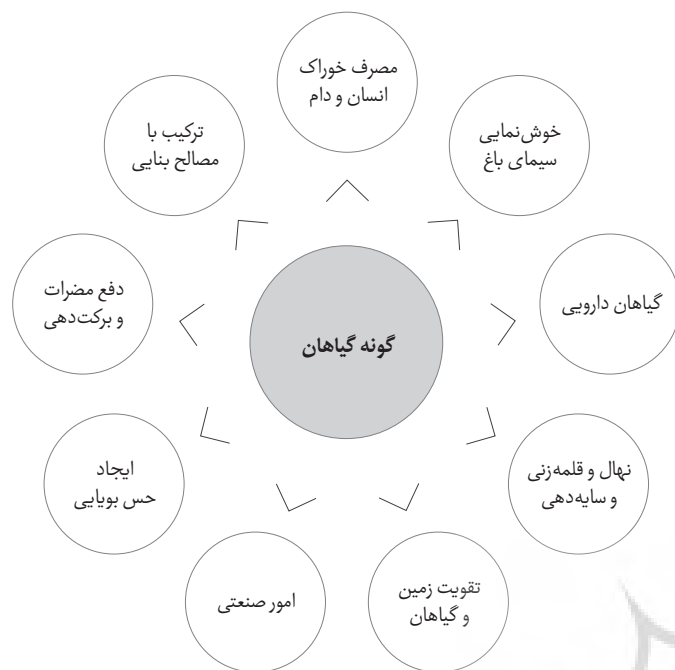 مصرف خوراک
انسان و دام
خوش‌نمایی
سیمای باغ
گیاهان دارویی
نهال و قلمه‌زنی
و سایه‌دهی
تقویت زمین
و گیاهان
امور صنعتی
ایجاد
حس بویایی
دفع مضرات
و برکت‌دهی
ترکیب با
مصالح بنایی
گونه گیاهان